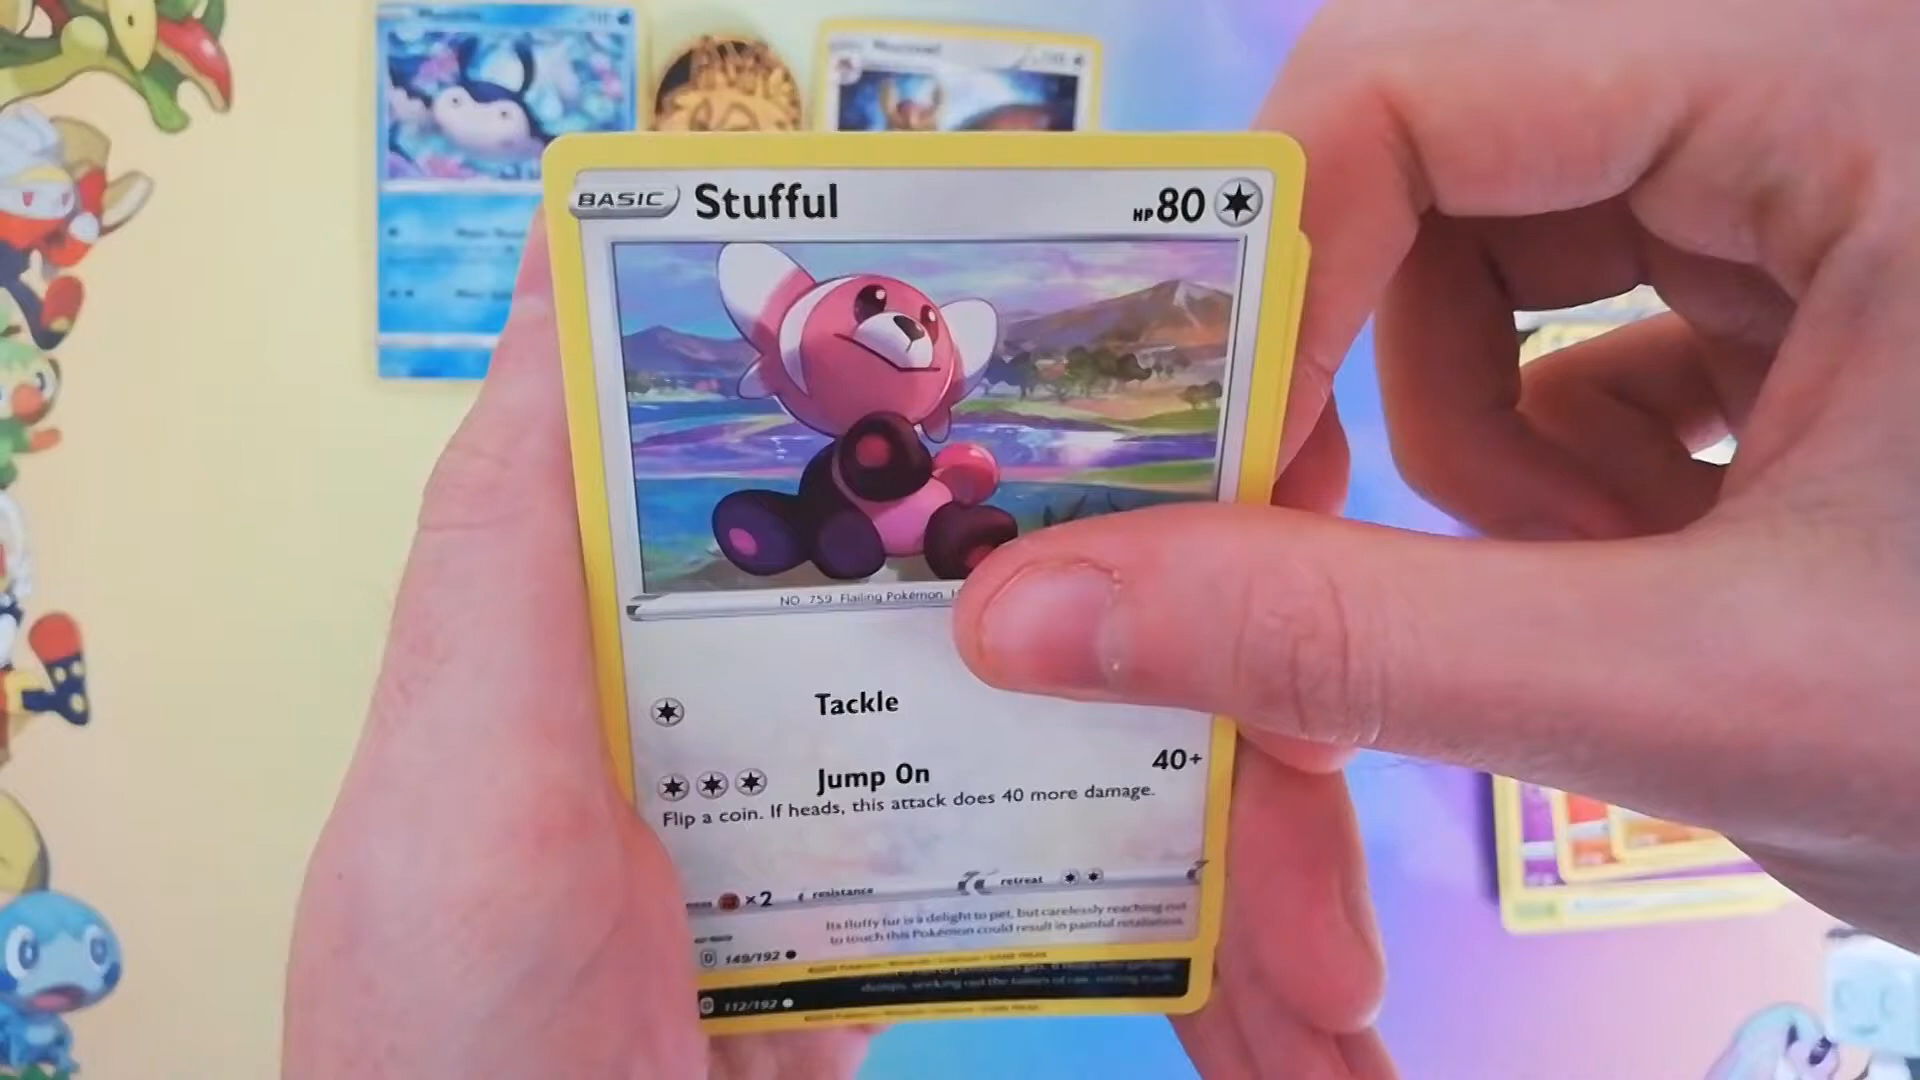 BASIC Stufful HP 80
NO. 759 Flailing Pokémon
Tackle
Jump On 40+
Flip a coin. If heads, this attack does 40 more damage.
×2 resistance retreat
Its fluffy fur is a delight to pet, but carelessly reaching out
to touch this Pokémon could result in painful retaliation.
D 149/192
D 112/192